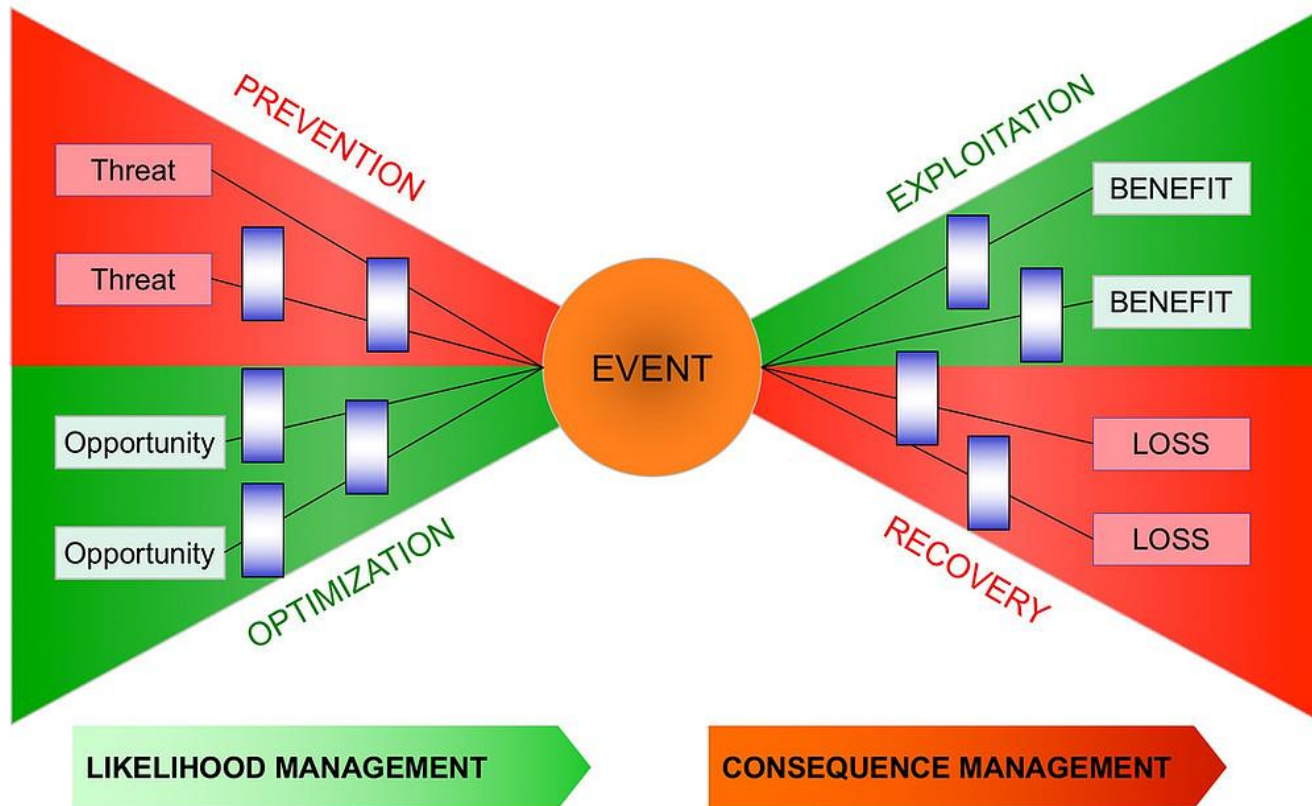 PREVENTION
Threat
Threat
Opportunity
Opportunity
OPTIMIZATION
EVENT
EXPLOITATION
BENEFIT
BENEFIT
LOSS
LOSS
RECOVERY
LIKELIHOOD MANAGEMENT
CONSEQUENCE MANAGEMENT